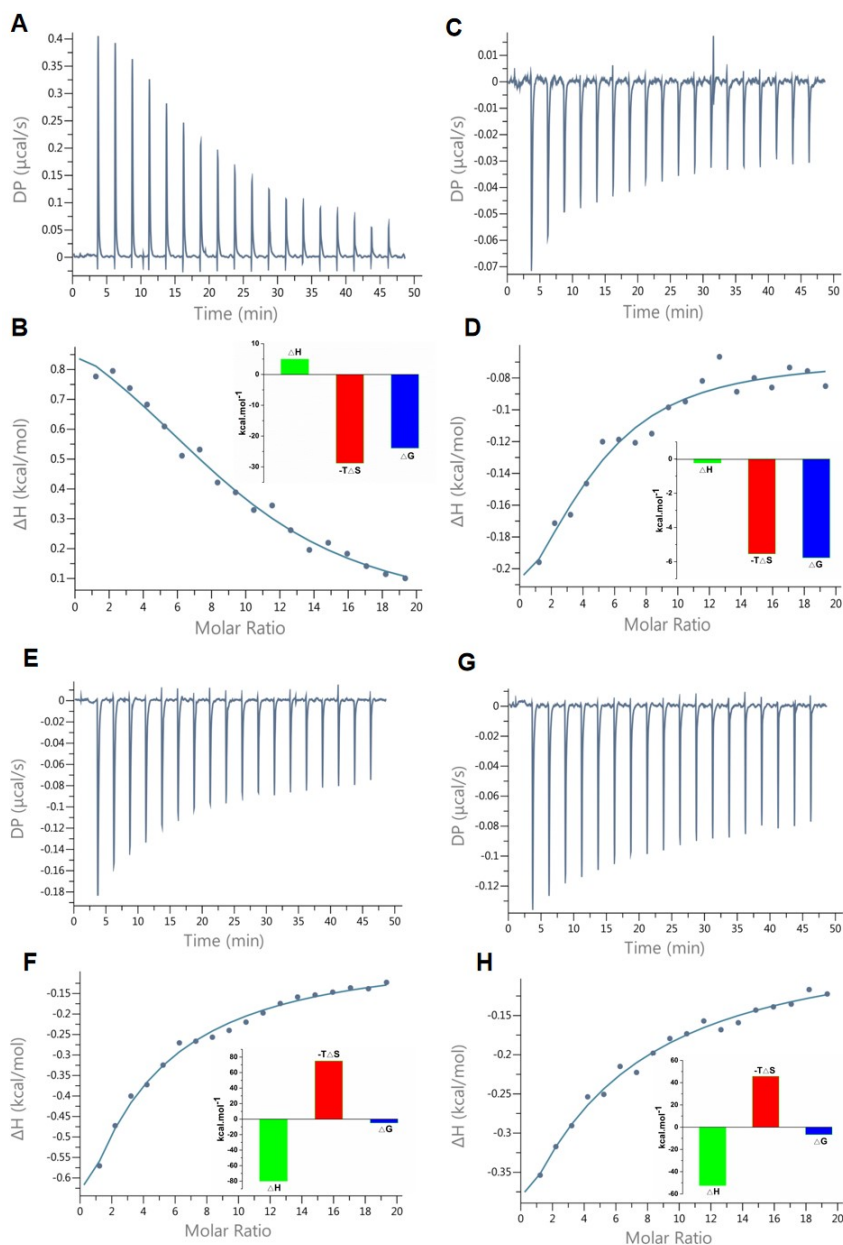 A
0.4
0.35
0.3
0.25
0.2
0.15
0.1
0.05
0
DP (µcal/s)
0 5 10 15 20 25 30 35 40 45 50
Time (min)
C
0.01
0
-0.01
-0.02
-0.03
-0.04
-0.05
-0.06
-0.07
DP (µcal/s)
0 5 10 15 20 25 30 35 40 45 50
Time (min)
B
0.8
0.7
0.6
0.5
0.4
0.3
0.2
0.1
ΔH (kcal/mol)
0 2 4 6 8 10 12 14 16 18 20
Molar Ratio
10
0
-10
-20
-30
kcal.mol-1
△H
-T△S
△G
D
-0.08
-0.1
-0.12
-0.14
-0.16
-0.18
-0.2
ΔH (kcal/mol)
0 2 4 6 8 10 12 14 16 18 20
Molar Ratio
0
-2
-4
-6
kcal.mol-1
△H
-T△S
△G
E
0
-0.02
-0.04
-0.06
-0.08
-0.1
-0.12
-0.14
-0.16
-0.18
DP (µcal/s)
0 5 10 15 20 25 30 35 40 45 50
Time (min)
G
0
-0.02
-0.04
-0.06
-0.08
-0.1
-0.12
DP (µcal/s)
0 5 10 15 20 25 30 35 40 45 50
Time (min)
F
-0.15
-0.2
-0.25
-0.3
-0.35
-0.4
-0.45
-0.5
-0.55
-0.6
ΔH (kcal/mol)
0 2 4 6 8 10 12 14 16 18 20
Molar Ratio
80
60
40
20
0
-20
-40
-60
-80
kcal.mol-1
-T△S
△H
△G
H
-0.15
-0.2
-0.25
-0.3
-0.35
ΔH (kcal/mol)
0 2 4 6 8 10 12 14 16 18 20
Molar Ratio
60
40
20
0
-20
-40
-60
kcal.mol-1
-T△S
△H
△G